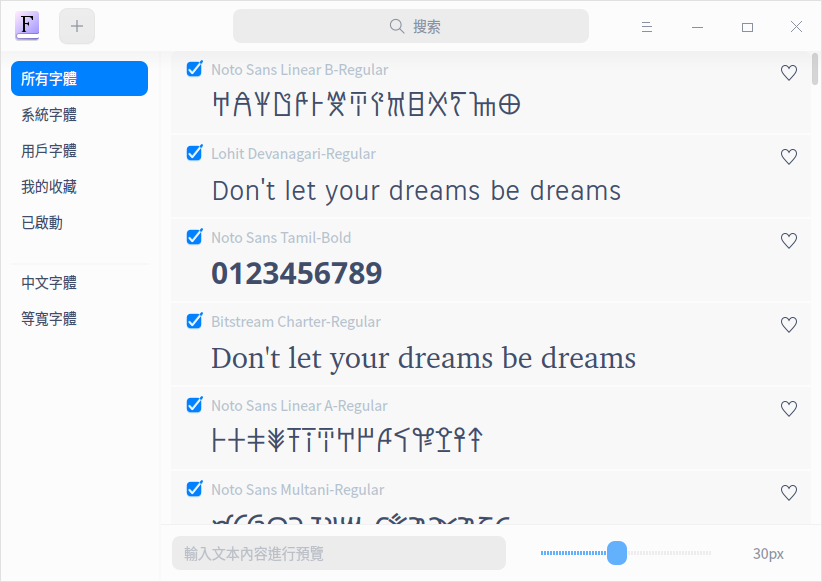 F
搜索
所有字體
系統字體
用戶字體
我的收藏
已啟動
中文字體
等寬字體
Noto Sans Linear B-Regular
Lohit Devanagari-Regular
Don't let your dreams be dreams
Noto Sans Tamil-Bold
0123456789
Bitstream Charter-Regular
Don't let your dreams be dreams
Noto Sans Linear A-Regular
Noto Sans Multani-Regular
輸入文本內容進行預覽
30px